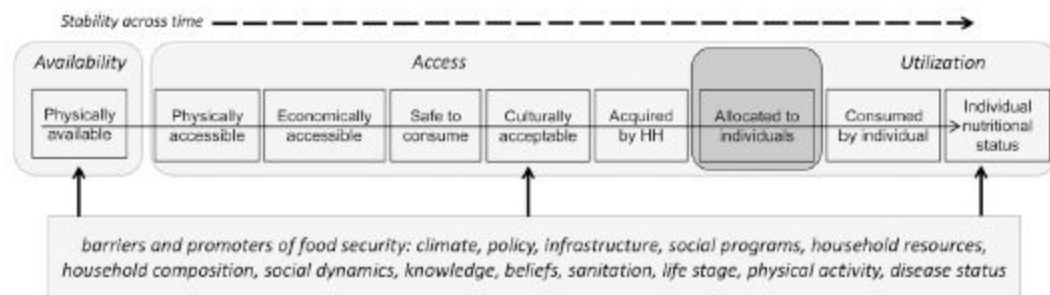 Stability across time
Availability
Access
Utilization
Physically
available
Physically
accessible
Economically
accessible
Safe to
consume
Culturally
acceptable
Acquired
by HH
Allocated to
individuals
Consumed
by individual
Individual
nutritional
status
barriers and promoters of food security: climate, policy, infrastructure, social programs, household resources,
household composition, social dynamics, knowledge, beliefs, sanitation, life stage, physical activity, disease status